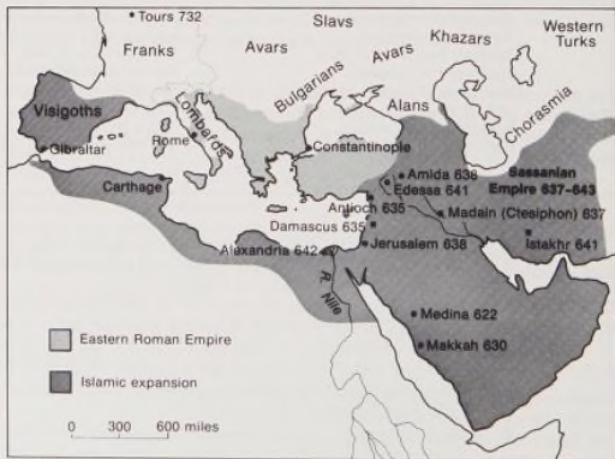 Tours 732
Slavs
Western
Turks
Franks
Avars
Avars
Khazars
Bulgarians
Alans
Chorasmia
Visigoths
Lombards
Rome
Constantinople
Gibraltar
Carthage
Amida 638
Edessa 641
Sassanian
Empire 637–643
Antioch 635
Madain (Ctesiphon) 637
Damascus 635
Istakhr 641
Alexandria 642
Jerusalem 638
R. Nile
Medina 622
Makkah 630
Eastern Roman Empire
Islamic expansion
0 300 600 miles